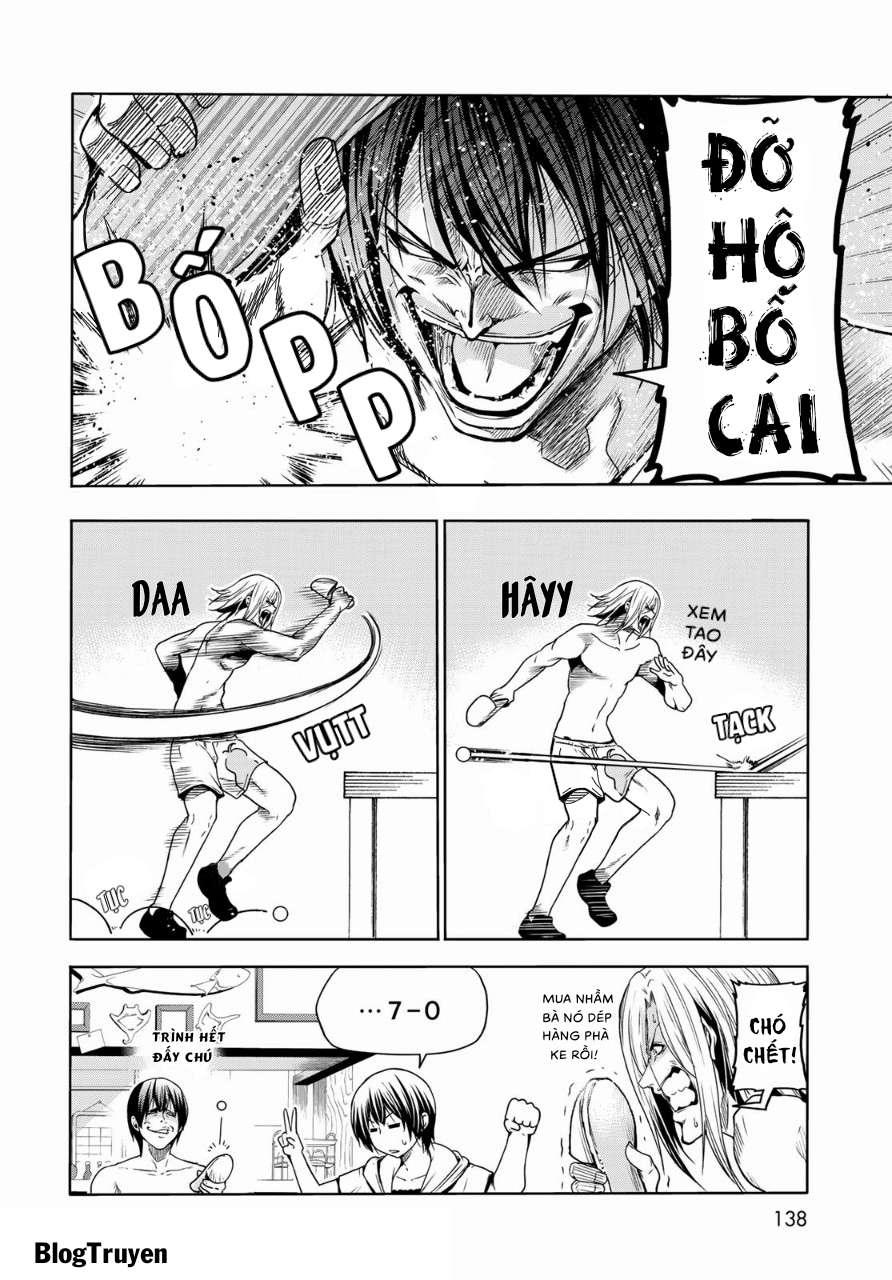 ĐỠ
HỘ
BỐ
CÁI
BỐPP
HÂYY
XEM
TAO
ĐÂY
TẠCK
DAA
VỤTT
TỤC
TỤC
CHÓ
CHẾT!
MUA NHẦM
BÀ NÓ DÉP
HÀNG PHA
KE RỒI!
...7-0
TRÌNH HẾT
ĐẤY CHÚ
138
BlogTruyen